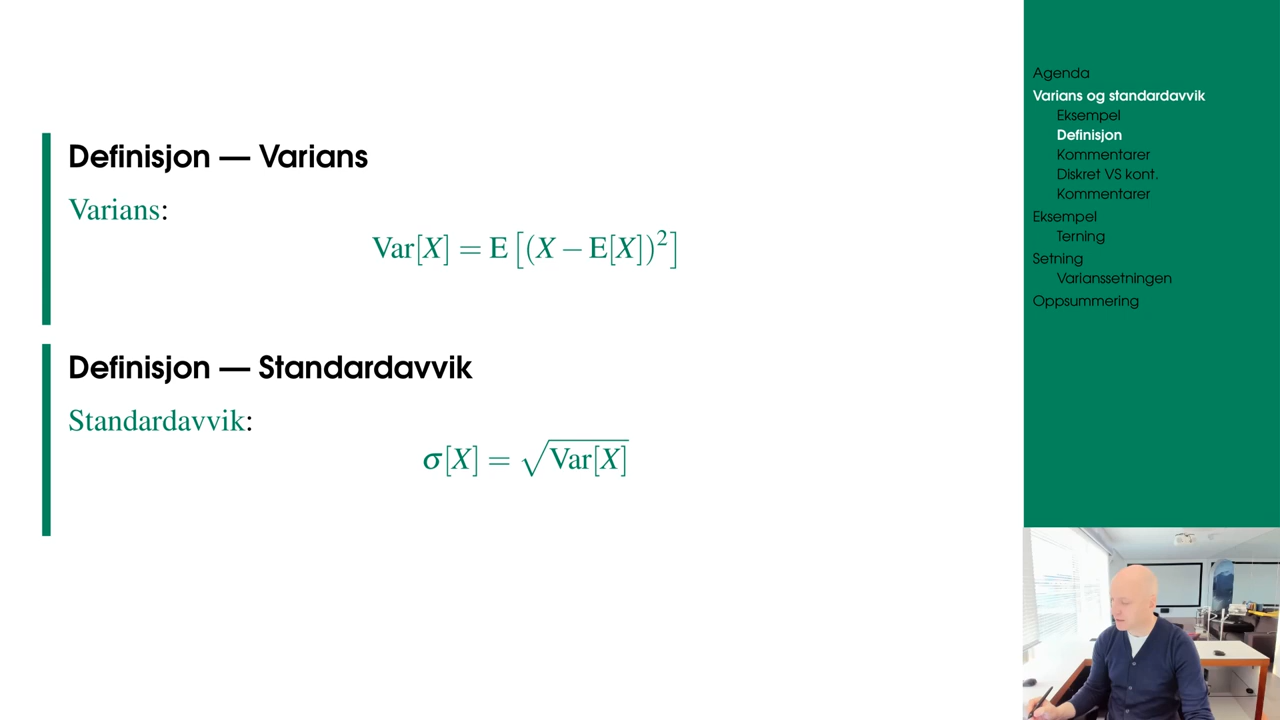 Definisjon — Varians
Varians:
Var[X] = E [(X − E[X])²]
Definisjon — Standardavvik
Standardavvik:
σ[X] = √Var[X]
Agenda
Varians og standardavvik
Eksempel
Definisjon
Kommentarer
Diskret VS kont.
Kommentarer
Eksempel
Terning
Setning
Varianssetningen
Oppsummering